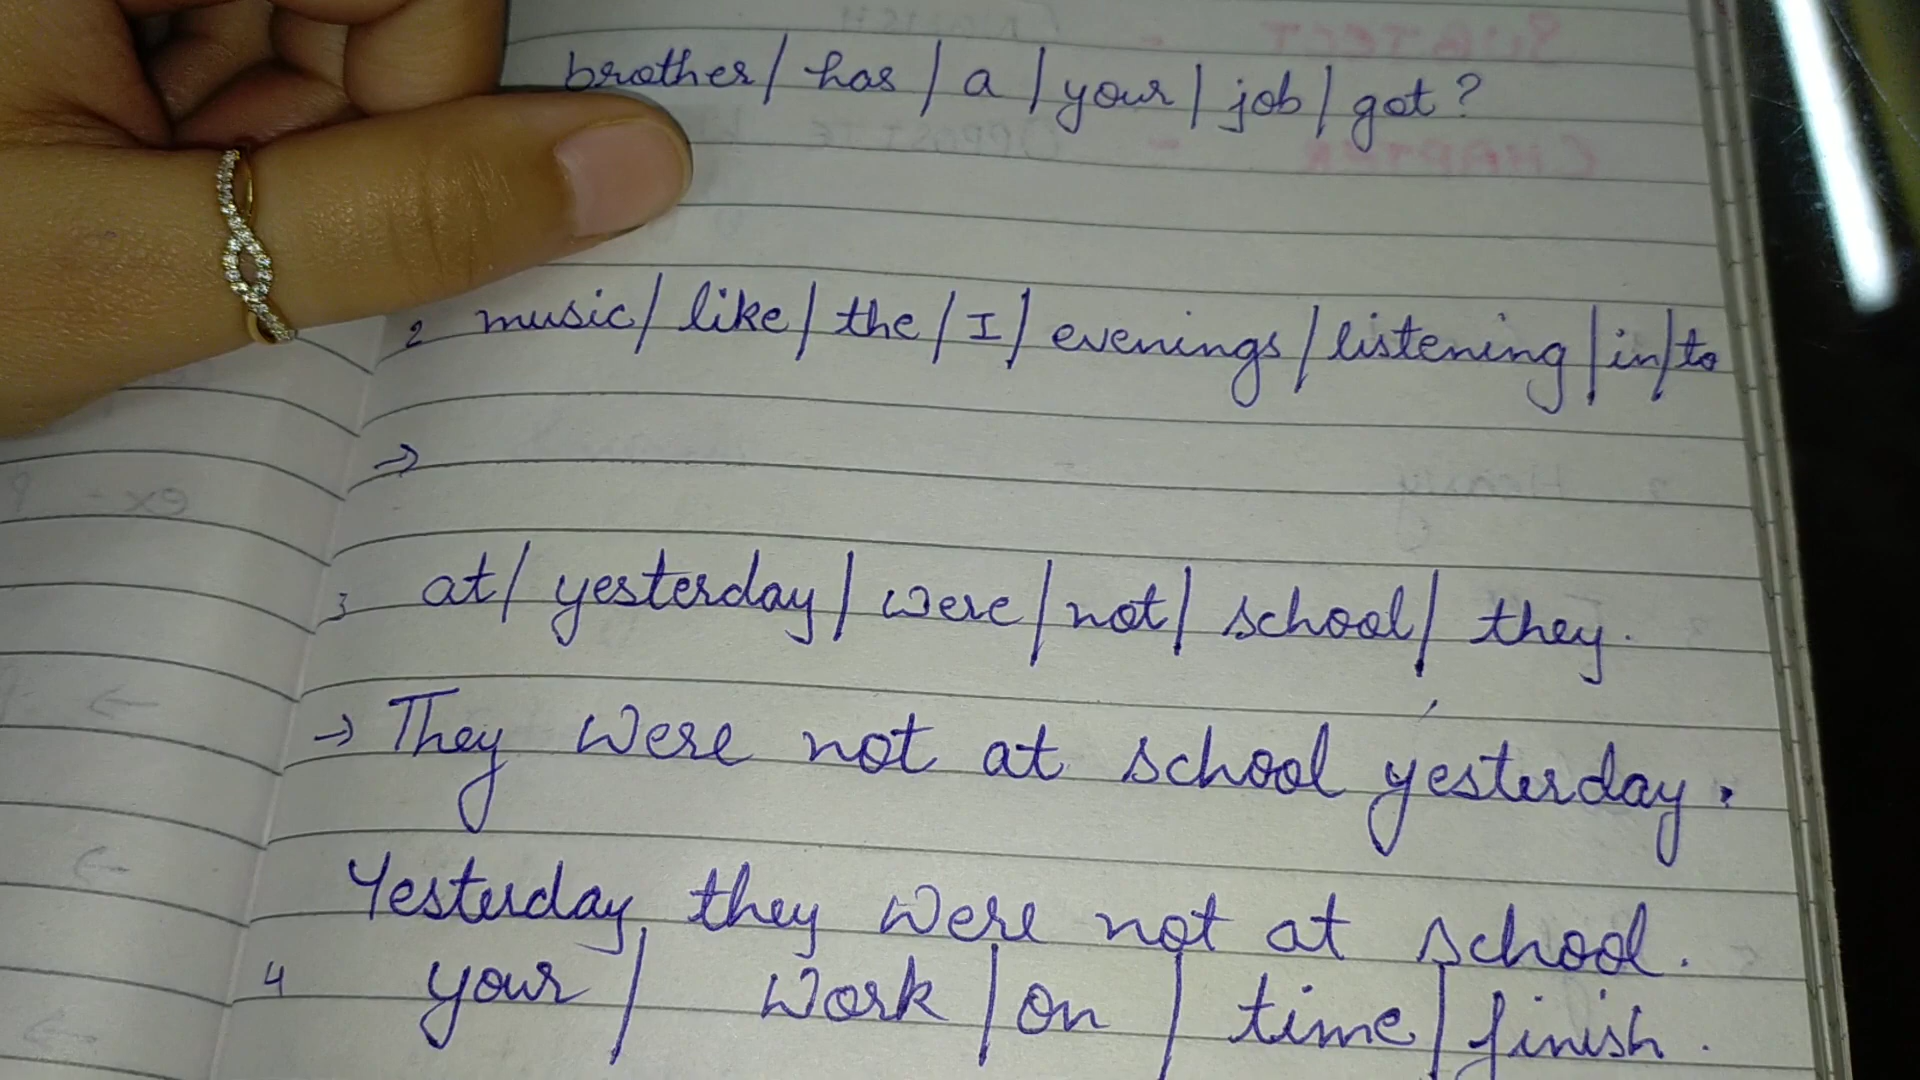 brother/ has / a / your / job / got ?
2 music/ like / the / I / evenings / listening / in / to
⇒
3 at / yesterday / were / not / school / they.
→ They were not at school yesterday.
Yesterday, they were not at school.
4 your / work / on / time / finish.